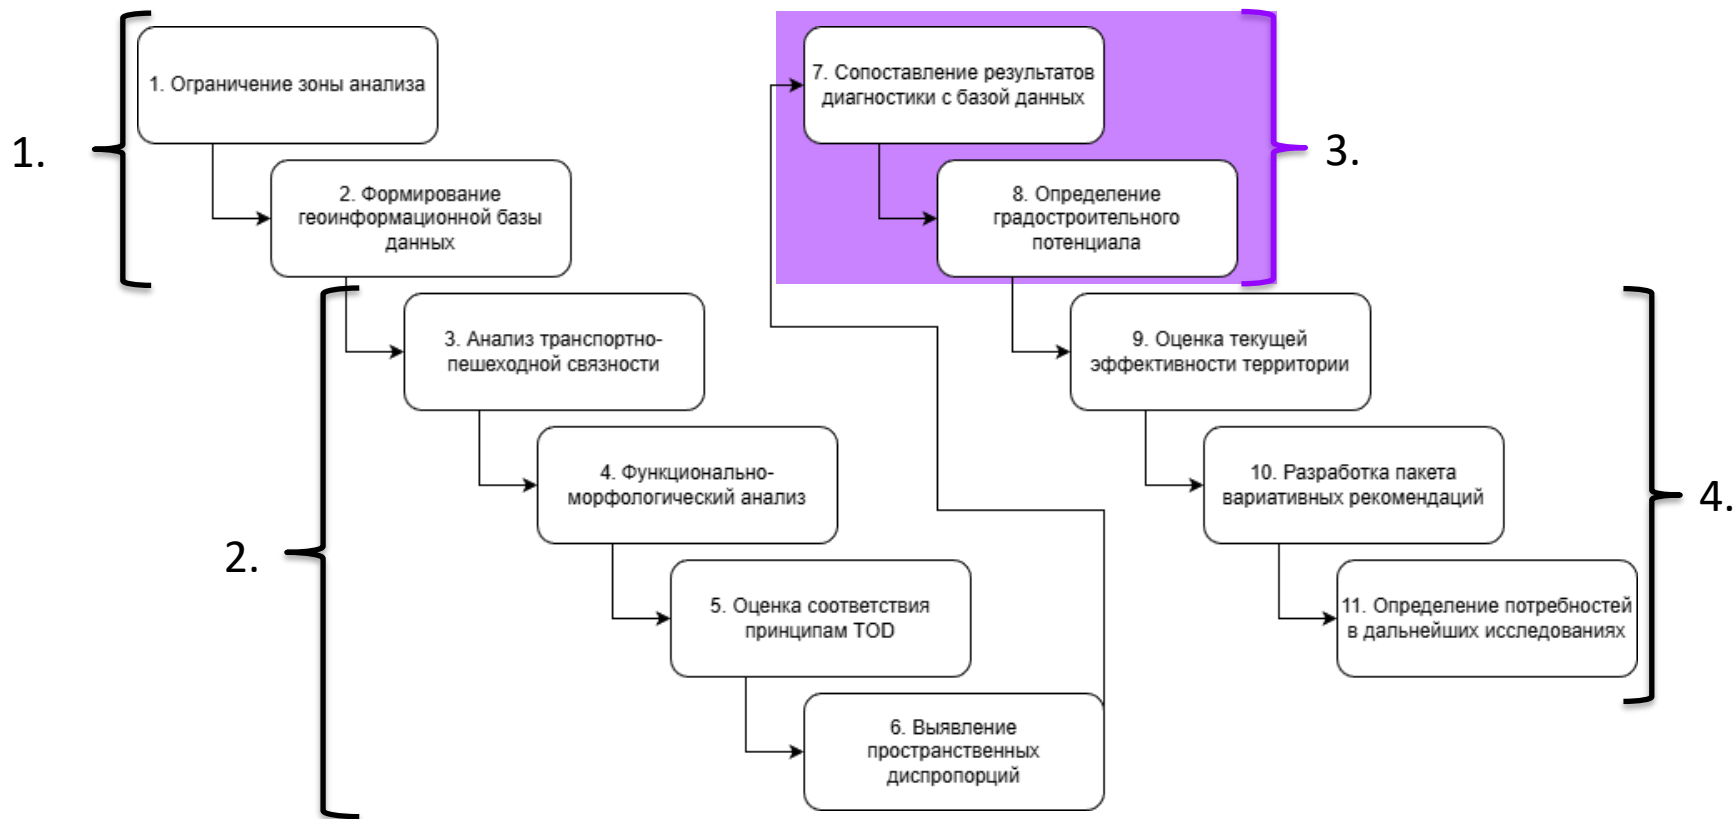 1.
1. Ограничение зоны анализа
2. Формирование
геоинформационной базы
данных
2.
3. Анализ транспортно-
пешеходной связности
4. Функционально-
морфологический анализ
5. Оценка соответствия
принципам TOD
6. Выявление
пространственных
диспропорций
3.
7. Сопоставление результатов
диагностики с базой данных
8. Определение
градостроительного
потенциала
4.
9. Оценка текущей
эффективности территории
10. Разработка пакета
вариативных рекомендаций
11. Определение потребностей
в дальнейших исследованиях